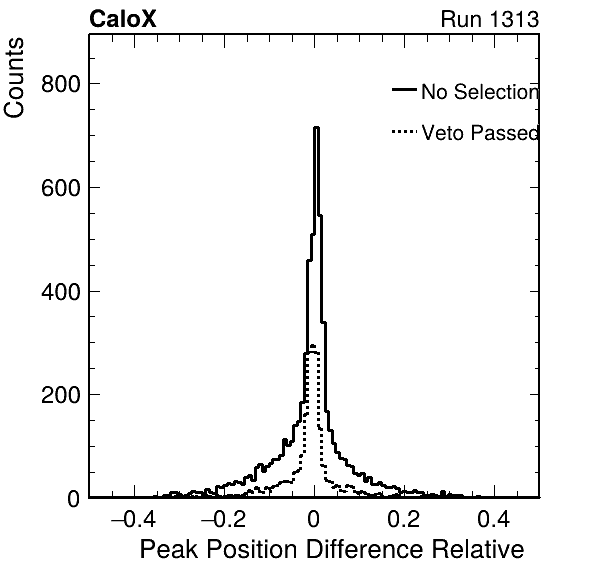 CaloX Run 1313
Counts
800
600
400
200
0
No Selection
Veto Passed
−0.4 −0.2 0 0.2 0.4
Peak Position Difference Relative